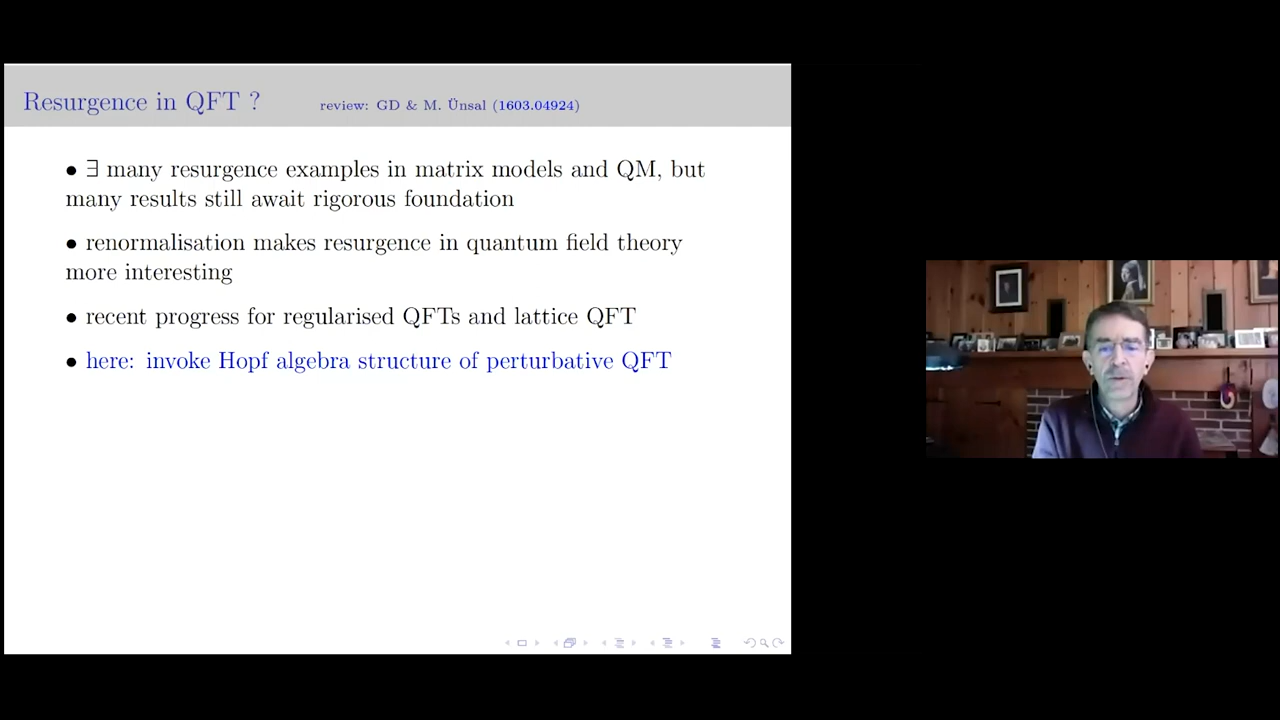 Resurgence in QFT ? review: GD & M. Ünsal (1603.04924)
• ∃ many resurgence examples in matrix models and QM, but
many results still await rigorous foundation
• renormalisation makes resurgence in quantum field theory
more interesting
• recent progress for regularised QFTs and lattice QFT
• here: invoke Hopf algebra structure of perturbative QFT